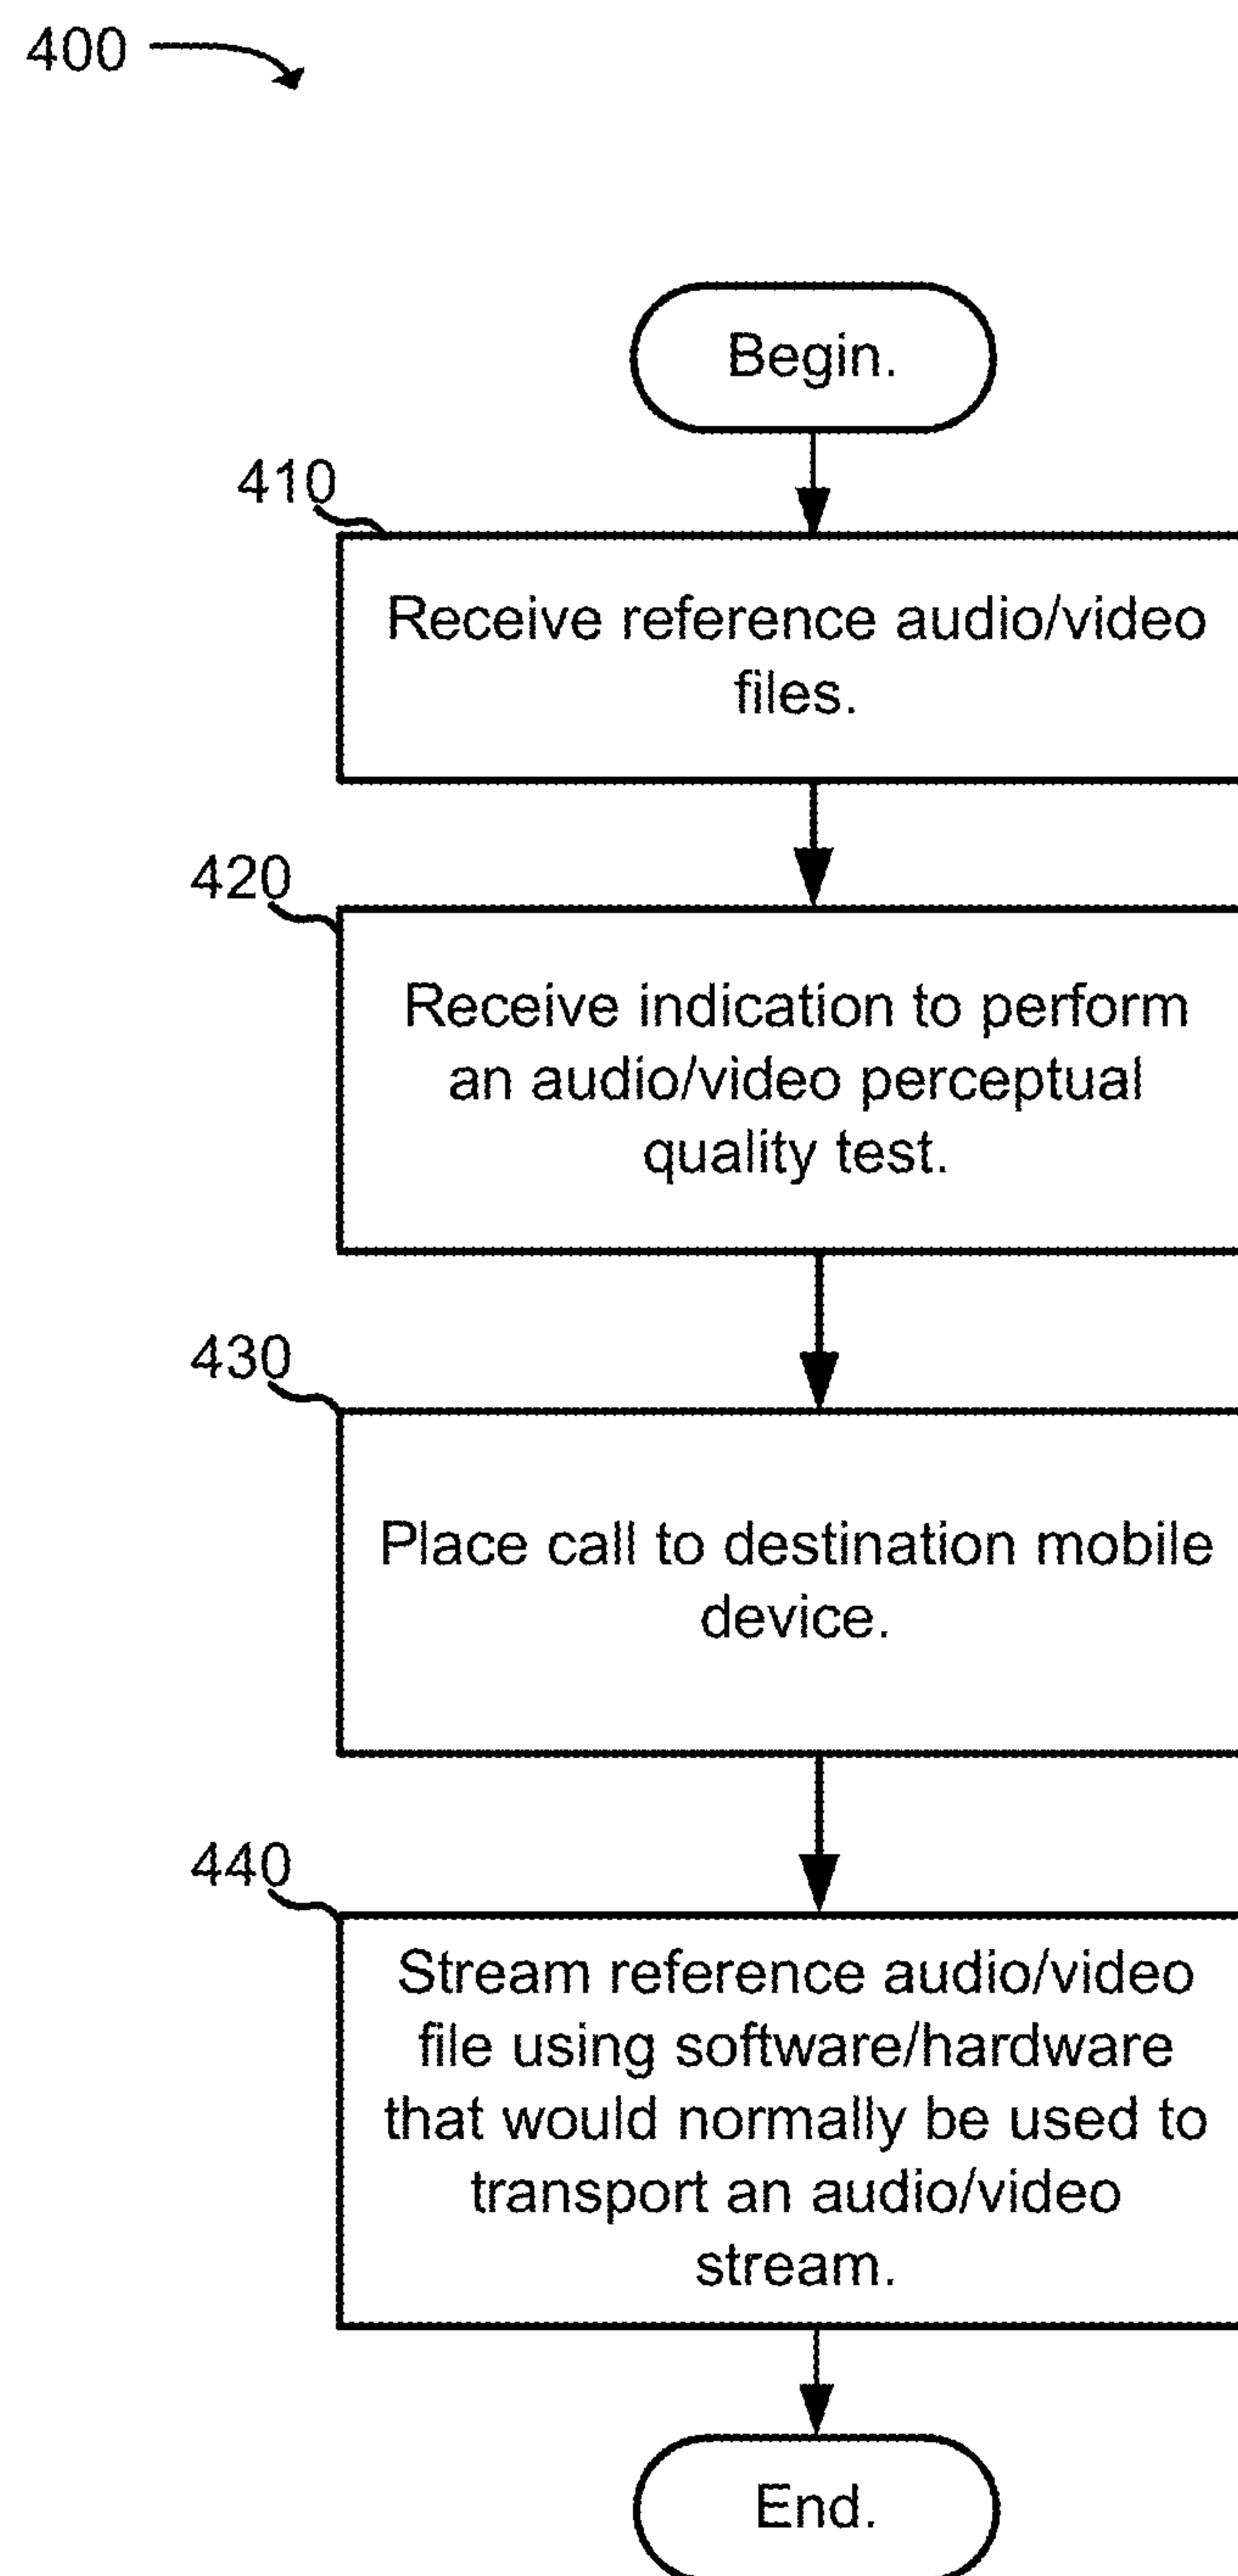 400
Begin.
410
Receive reference audio/video
files.
420
Receive indication to perform
an audio/video perceptual
quality test.
430
Place call to destination mobile
device.
440
Stream reference audio/video
file using software/hardware
that would normally be used to
transport an audio/video
stream.
End.